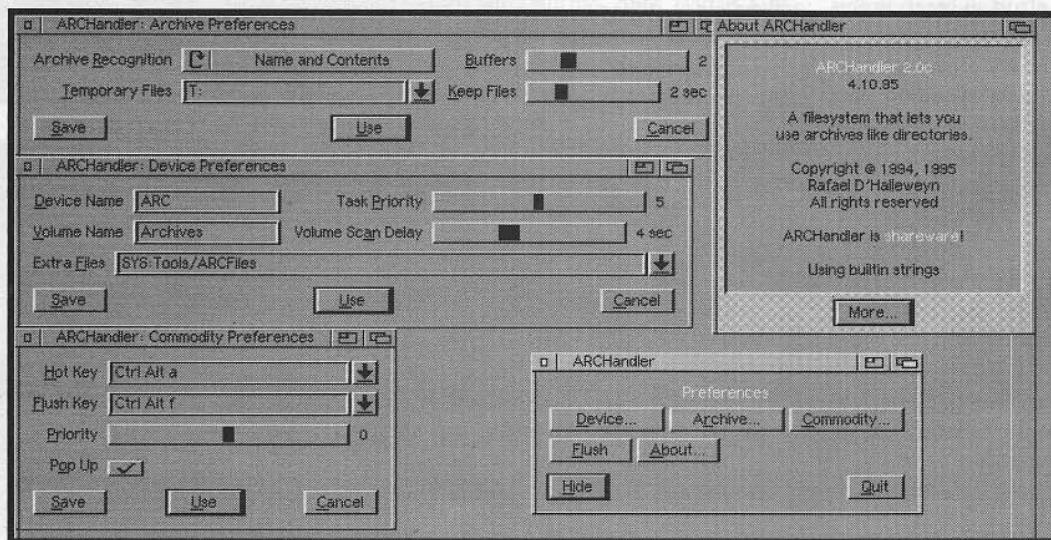 ARCHandler: Archive Preferences
Archive Recognition Name and Contents Buffers 2
Temporary Files T: Keep Files 2 sec
Save Use Cancel
ARCHandler: Device Preferences
Device Name ARC Task Priority 5
Volume Name Archives Volume Scan Delay 4 sec
Extra Files SYS:Tools/ARCFiles
Save Use Cancel
ARCHandler: Commodity Preferences
Hot Key Ctrl Alt a
Flush Key Ctrl Alt f
Priority 0
Pop Up
Save Use Cancel
About ARCHandler
ARCHandler 2.0c
4.10.95
A filesystem that lets you
use archives like directories.
Copyright © 1994, 1995
Rafael D'Halleweyn
All rights reserved
ARCHandler is shareware!
Using builtin strings
More...
ARCHandler
Preferences
Device... Archive... Commodity...
Flush About...
Hide Quit